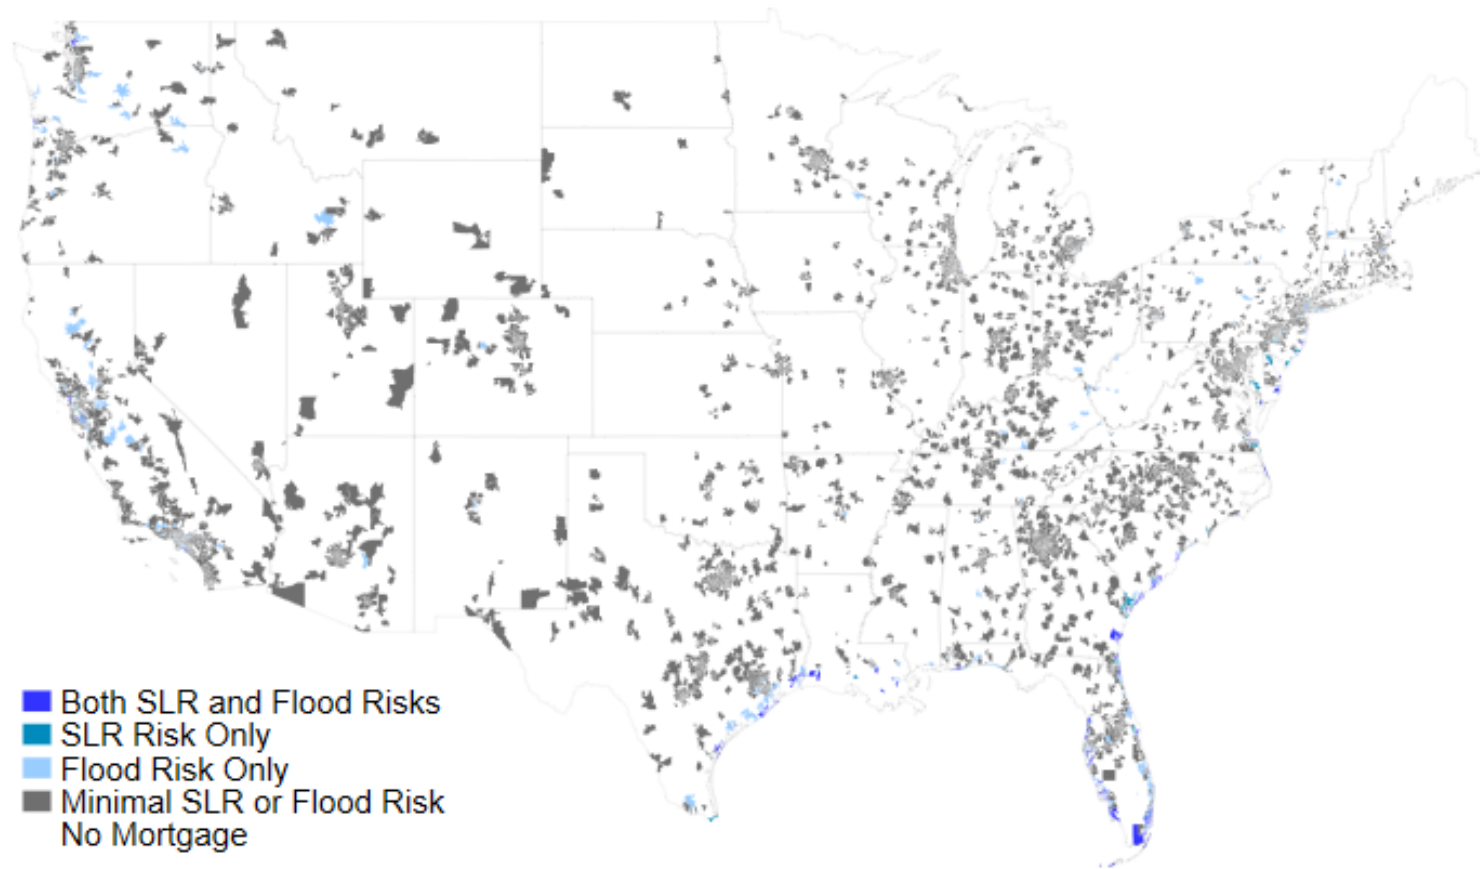 Both SLR and Flood Risks
SLR Risk Only
Flood Risk Only
Minimal SLR or Flood Risk
No Mortgage